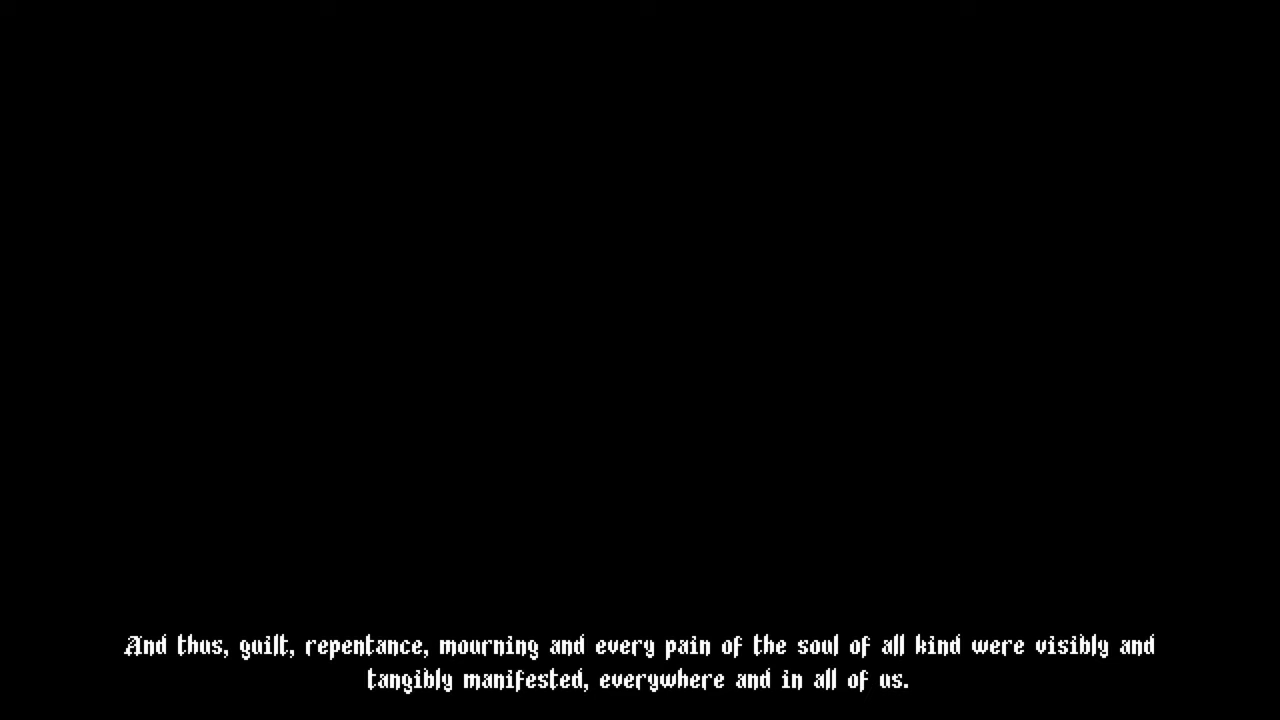 And thus, guilt, repentance, mourning and every pain of the soul of all kind were visibly and
tangibly manifested, everywhere and in all of us.